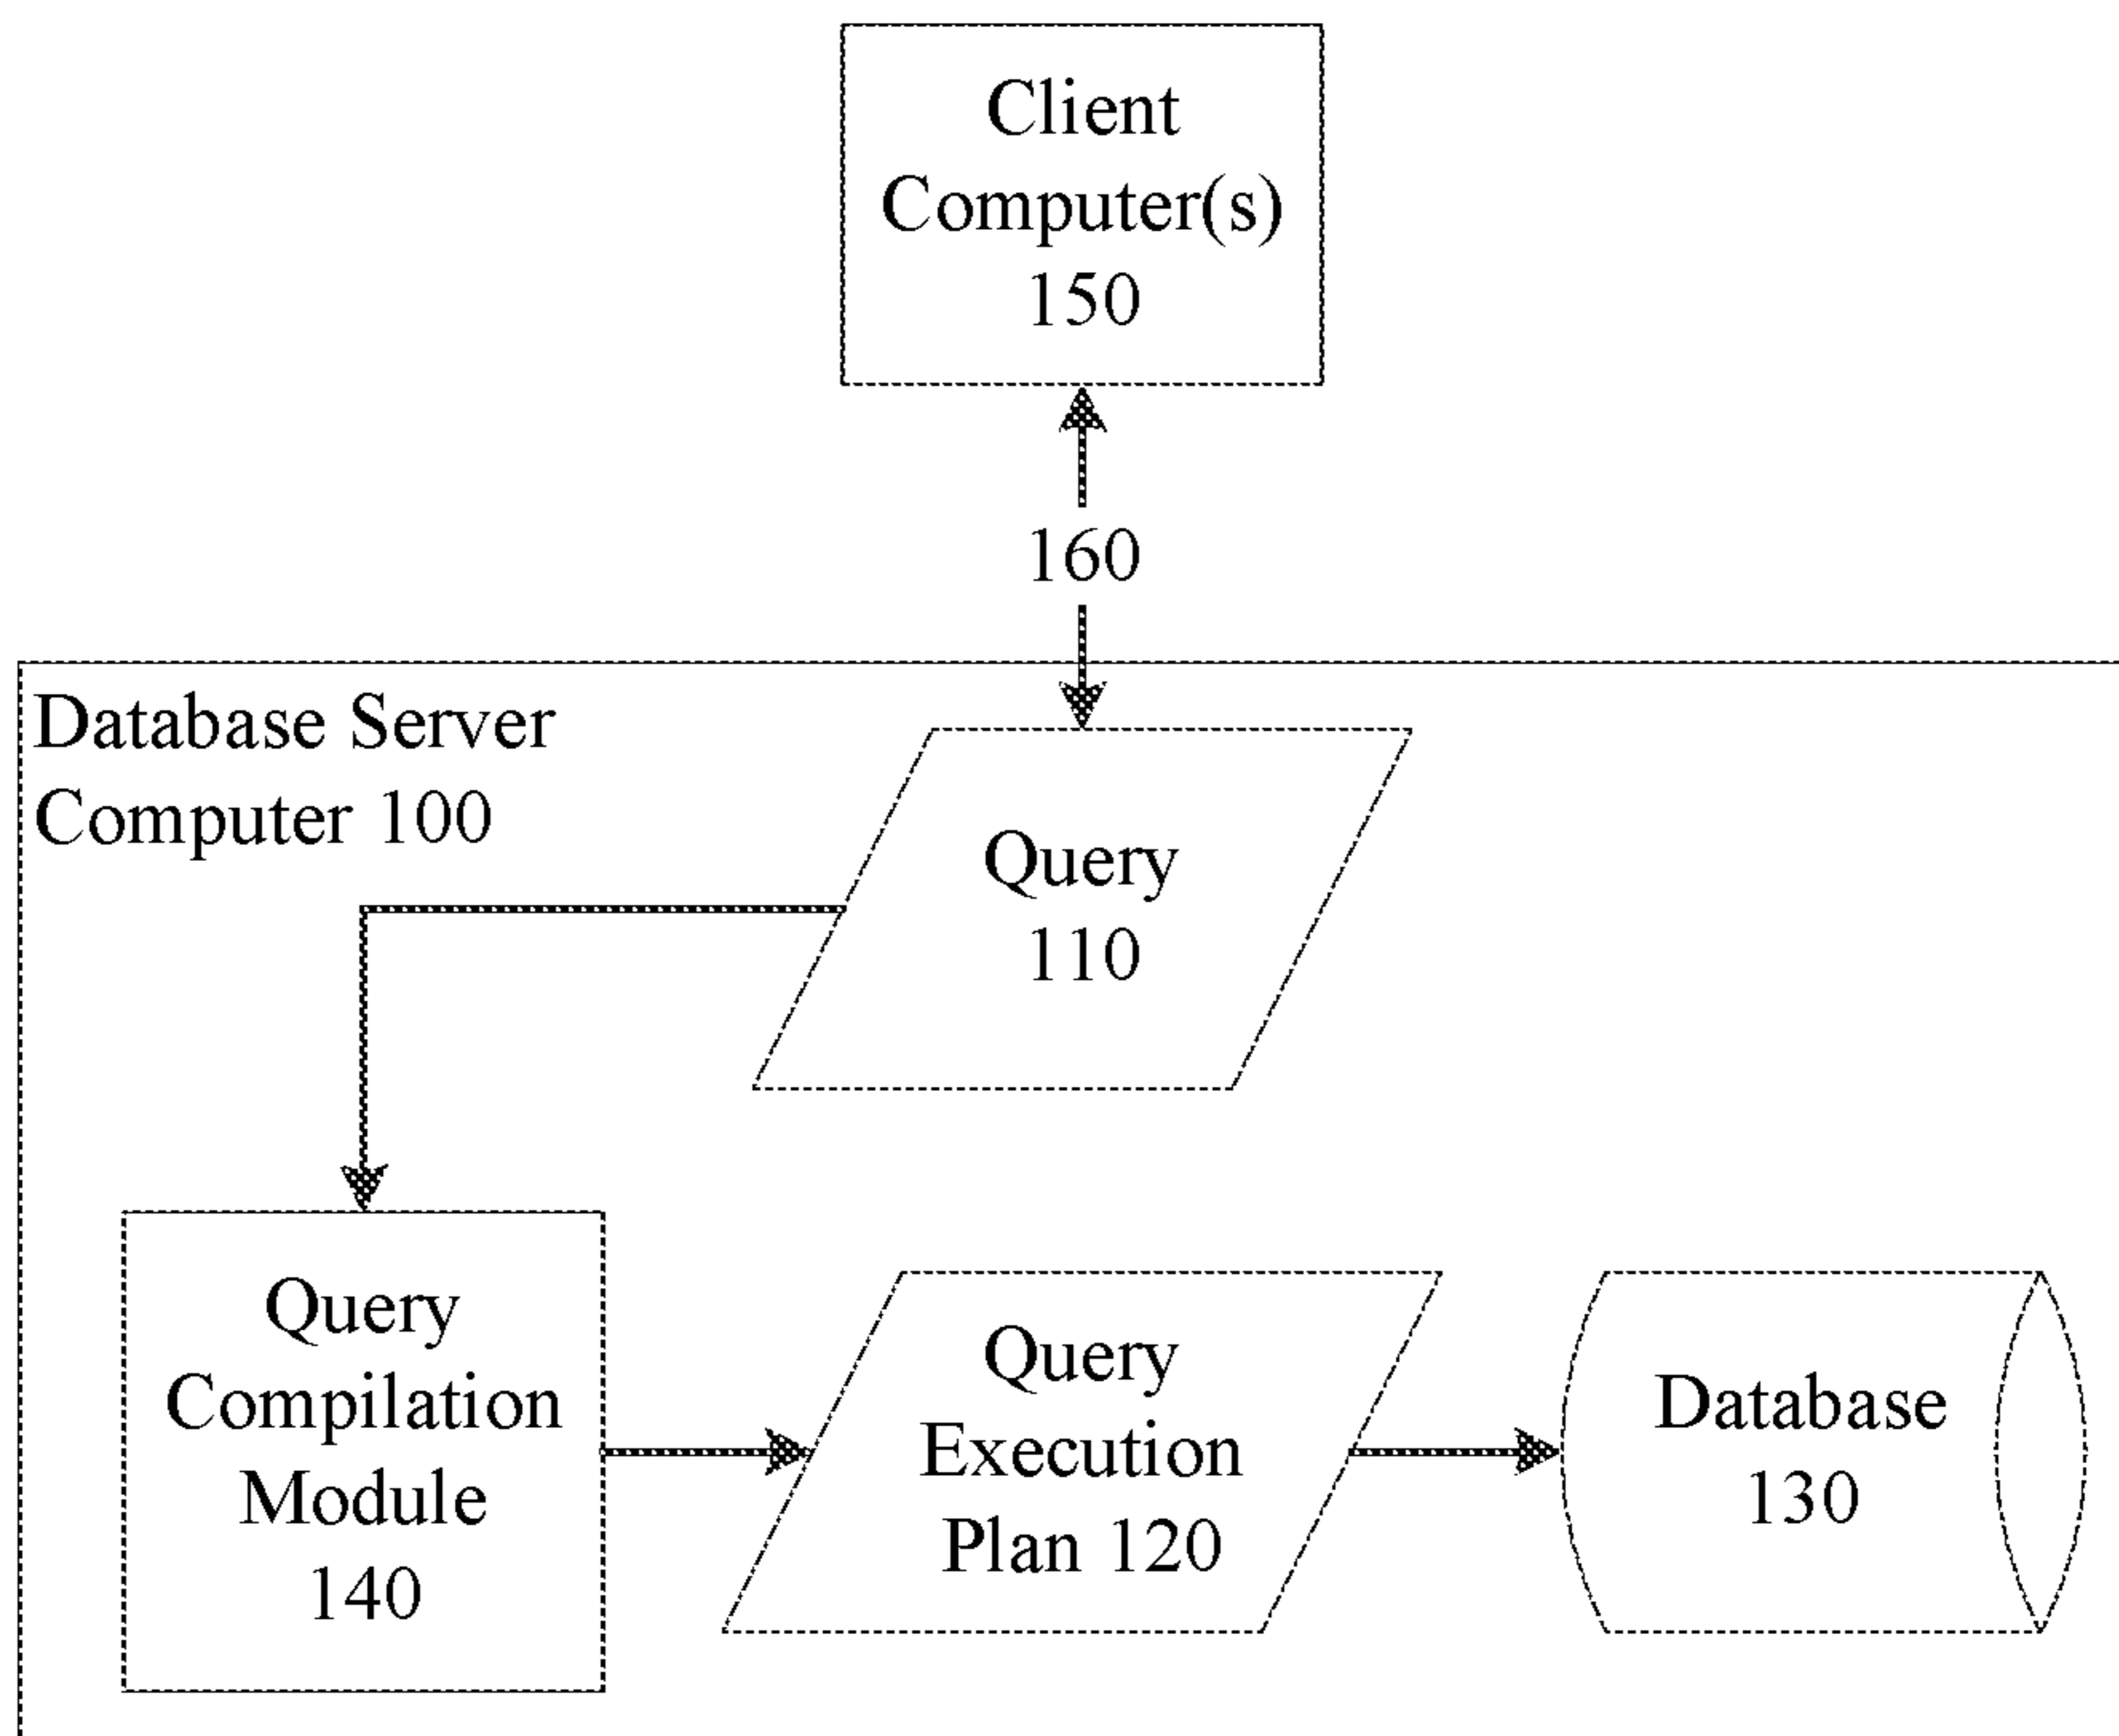 Client
Computer(s)
150
160
Database Server
Computer 100
Query
110
Query
Compilation
Module
140
Query
Execution
Plan 120
Database
130